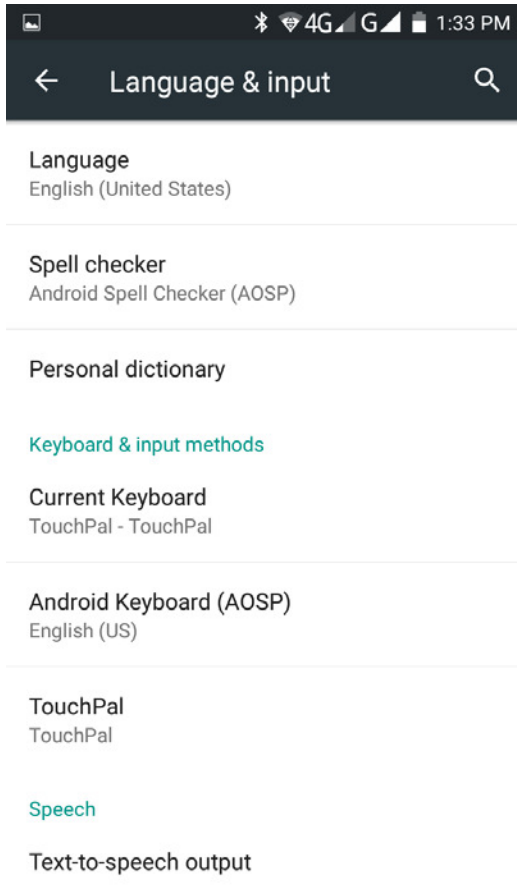 4G G 1:33 PM
Language & input
Language
English (United States)
Spell checker
Android Spell Checker (AOSP)
Personal dictionary
Keyboard & input methods
Current Keyboard
TouchPal - TouchPal
Android Keyboard (AOSP)
English (US)
TouchPal
TouchPal
Speech
Text-to-speech output